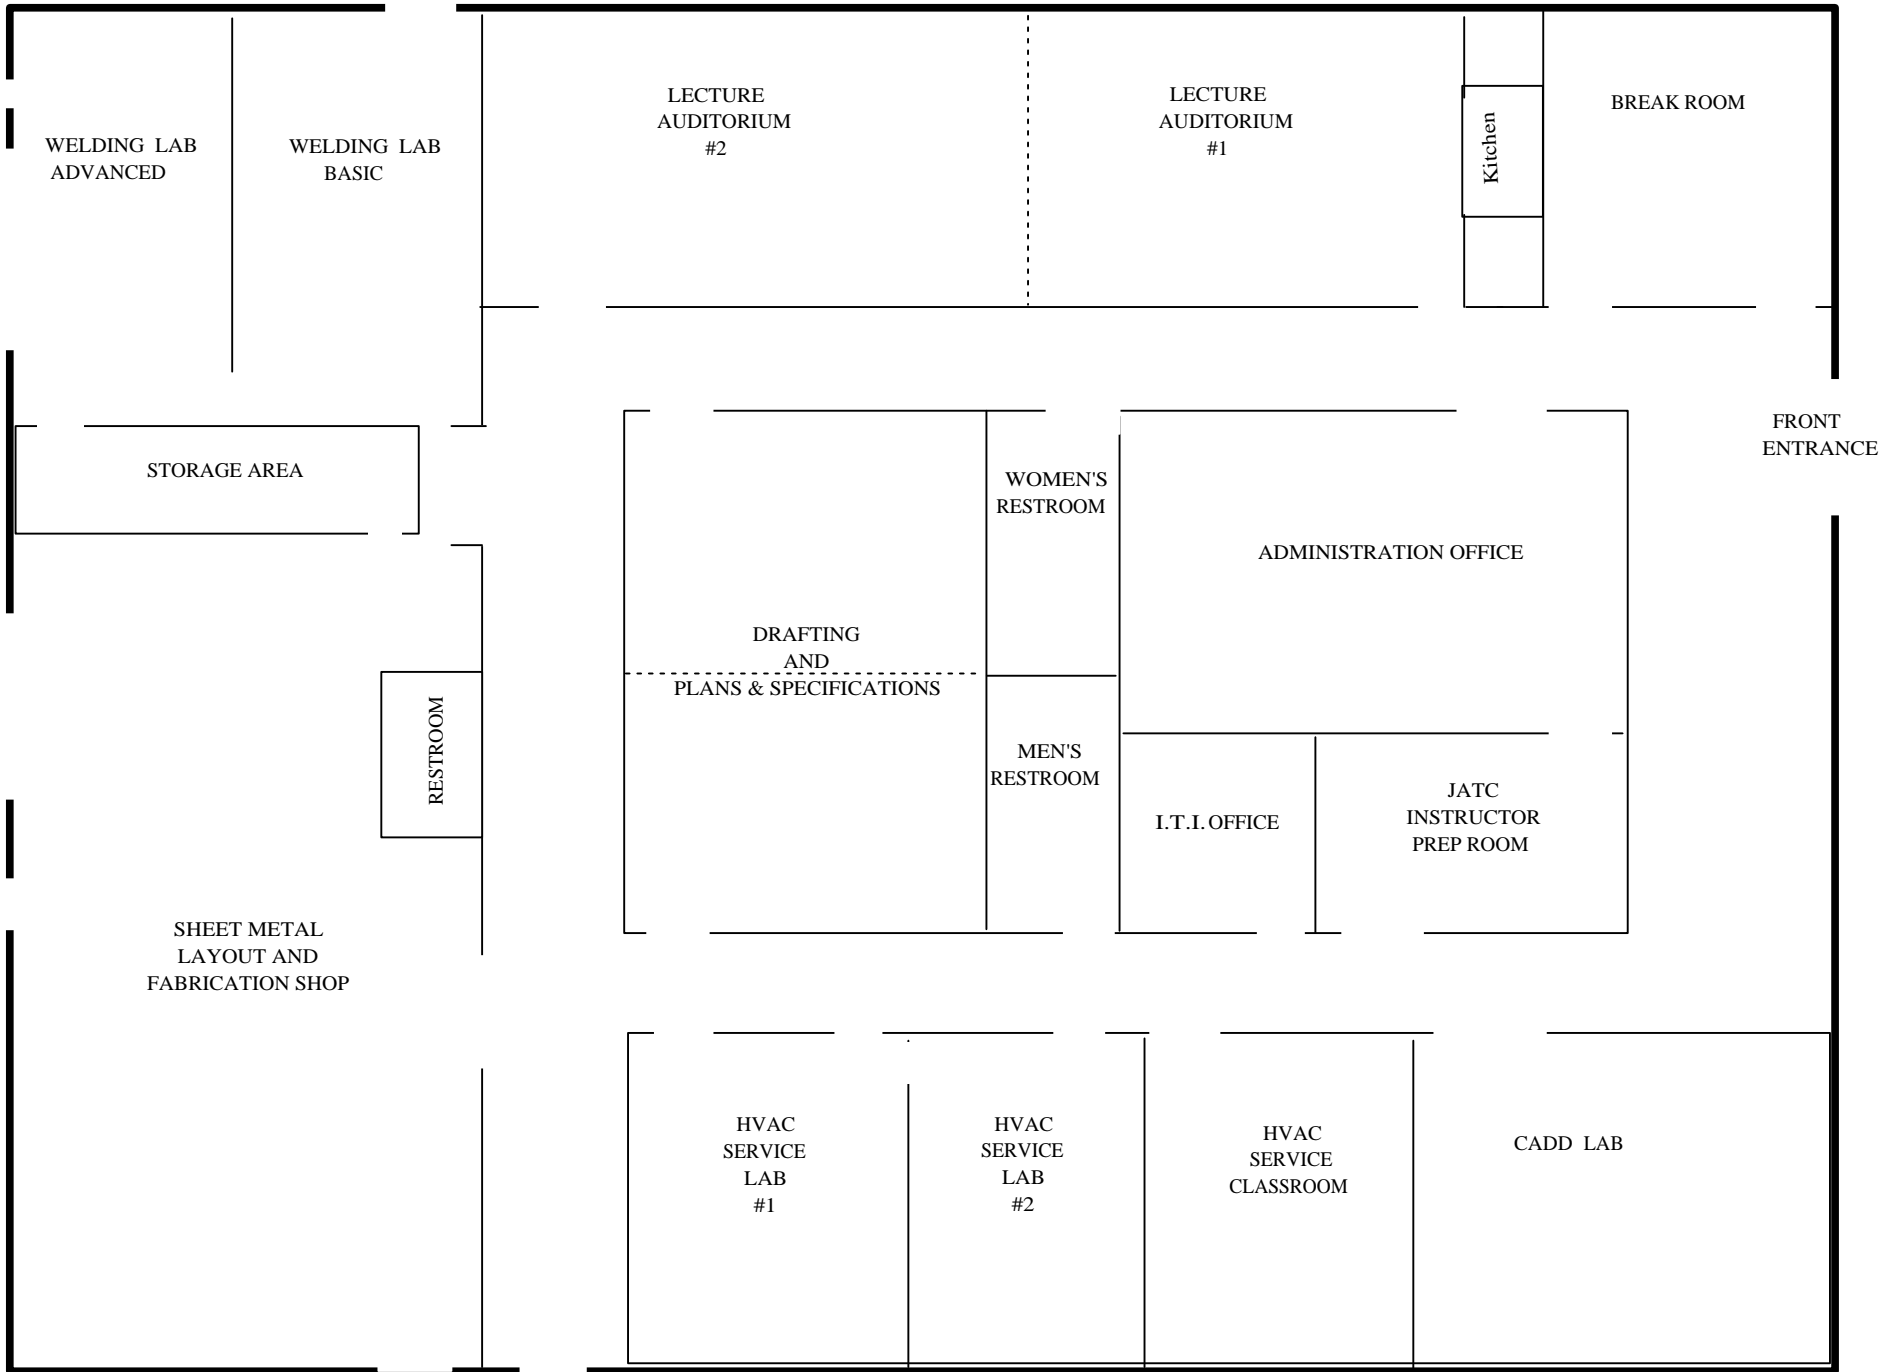 LECTURE
AUDITORIUM
#2
LECTURE
AUDITORIUM
#1
BREAK ROOM
Kitchen
WELDING LAB
ADVANCED
WELDING LAB
BASIC
FRONT
ENTRANCE
STORAGE AREA
WOMEN'S
RESTROOM
ADMINISTRATION OFFICE
DRAFTING
AND
PLANS & SPECIFICATIONS
RESTROOM
MEN'S
RESTROOM
I.T.I. OFFICE
JATC
INSTRUCTOR
PREP ROOM
SHEET METAL
LAYOUT AND
FABRICATION SHOP
HVAC
SERVICE
LAB
#1
HVAC
SERVICE
LAB
#2
HVAC
SERVICE
CLASSROOM
CADD LAB